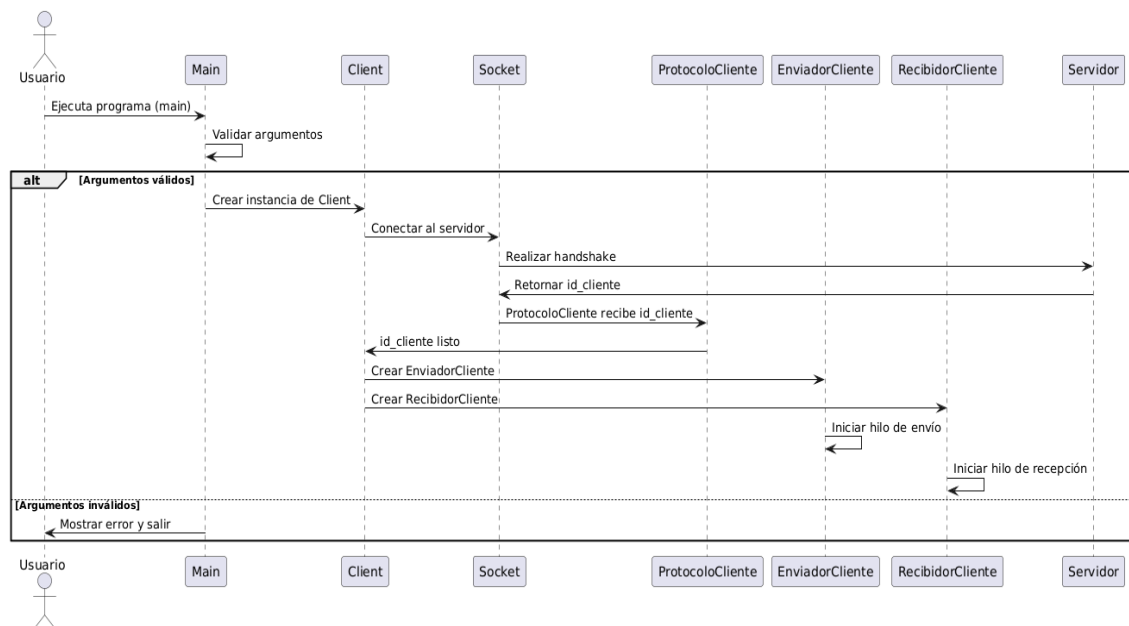 Usuario
Main
Client
Socket
ProtocoloCliente
EnviadorCliente
RecibidorCliente
Servidor
Ejecuta programa (main)
Validar argumentos
alt
[Argumentos válidos]
Crear instancia de Client
Conectar al servidor
Realizar handshake
Retornar id_cliente
ProtocoloCliente recibe id_cliente
id_cliente listo
Crear EnviadorCliente
Crear RecibidorCliente
Iniciar hilo de envío
Iniciar hilo de recepción
[Argumentos inválidos]
Mostrar error y salir
Usuario
Main
Client
Socket
ProtocoloCliente
EnviadorCliente
RecibidorCliente
Servidor